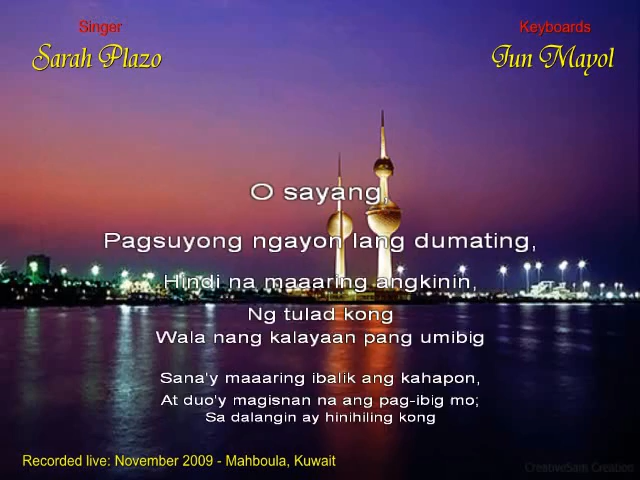 Singer
Sarah Plazo
Keyboards
Jun Mayol
O sayang,
Pagsuyong ngayon lang dumating,
Hindi na maaaring angkinin,
Ng tulad kong
Wala nang kalayaan pang umibig
Sana'y maaaring ibalik ang kahapon,
At duo'y magisnan na ang pag-ibig mo;
Sa dalangin ay hinihiling kong
Recorded live: November 2009 - Mahboula, Kuwait
CreativeSam Creation